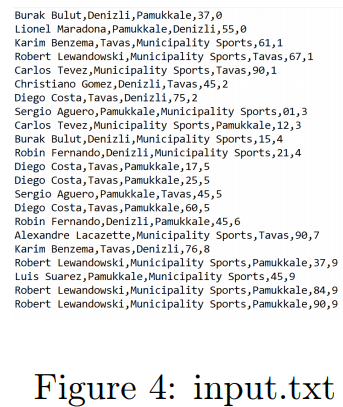 Burak Bulut,Denizli,Pamukkale,37,0
Lionel Maradona,Pamukkale,Denizli,55,0
Karim Benzema,Tavas,Municipality Sports,61,1
Robert Lewandowski,Municipality Sports,Tavas,67,1
Carlos Tevez,Municipality Sports,Tavas,90,1
Christiano Gomez,Denizli,Tavas,45,2
Diego Costa,Tavas,Denizli,75,2
Sergio Aguero,Pamukkale,Municipality Sports,01,3
Carlos Tevez,Municipality Sports,Pamukkale,12,3
Burak Bulut,Denizli,Municipality Sports,15,4
Robin Fernando,Denizli,Municipality Sports,21,4
Diego Costa,Tavas,Pamukkale,17,5
Diego Costa,Tavas,Pamukkale,25,5
Sergio Aguero,Pamukkale,Tavas,45,5
Diego Costa,Tavas,Pamukkale,60,5
Robin Fernando,Denizli,Pamukkale,45,6
Alexandre Lacazette,Municipality Sports,Tavas,90,7
Karim Benzema,Tavas,Denizli,76,8
Robert Lewandowski,Municipality Sports,Pamukkale,37,9
Luis Suarez,Pamukkale,Municipality Sports,45,9
Robert Lewandowski,Municipality Sports,Pamukkale,84,9
Robert Lewandowski,Municipality Sports,Pamukkale,90,9
Figure 4: input.txt